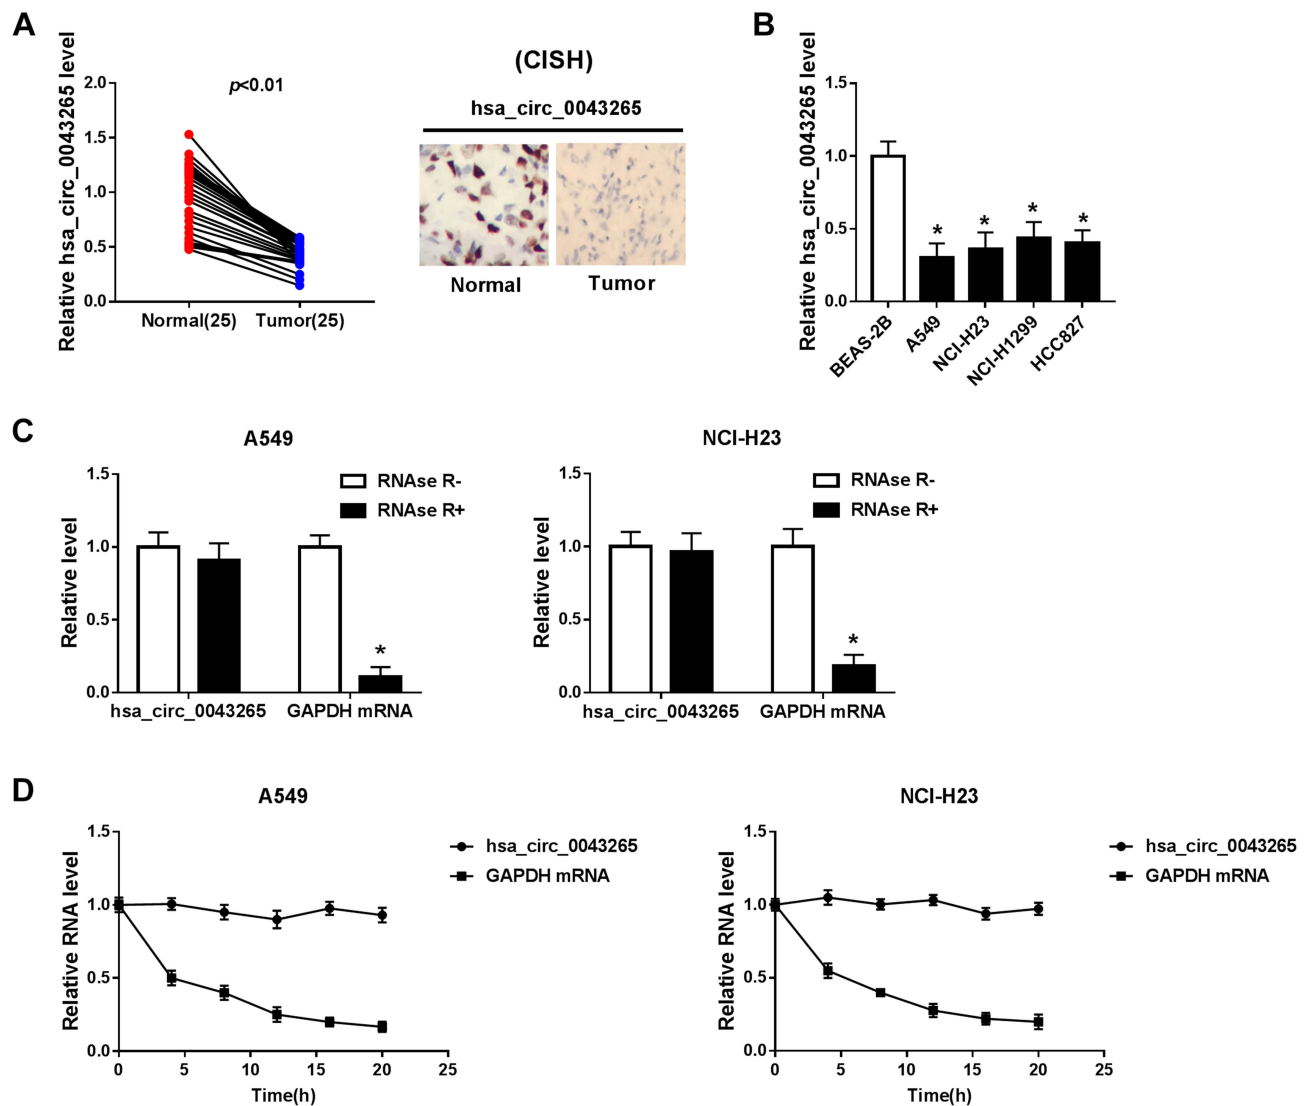 A
Relative hsa_circ_0043265 level
2.0
1.5
1.0
0.5
0.0
p<0.01
Normal(25)
Tumor(25)
(CISH)
hsa_circ_0043265
Normal
Tumor
B
Relative hsa_circ_0043265 level
1.5
1.0
0.5
0.0
*
*
*
*
BEAS-2B
A549
NCI-H23
NCI-H1299
HCC827
C
A549
Relative level
1.5
1.0
0.5
0.0
RNAse R-
RNAse R+
*
hsa_circ_0043265
GAPDH mRNA
NCI-H23
Relative level
1.5
1.0
0.5
0.0
RNAse R-
RNAse R+
*
hsa_circ_0043265
GAPDH mRNA
D
A549
Relative RNA level
1.5
1.0
0.5
0.0
hsa_circ_0043265
GAPDH mRNA
0 5 10 15 20 25
Time(h)
NCI-H23
Relative RNA level
1.5
1.0
0.5
0.0
hsa_circ_0043265
GAPDH mRNA
0 5 10 15 20 25
Time(h)